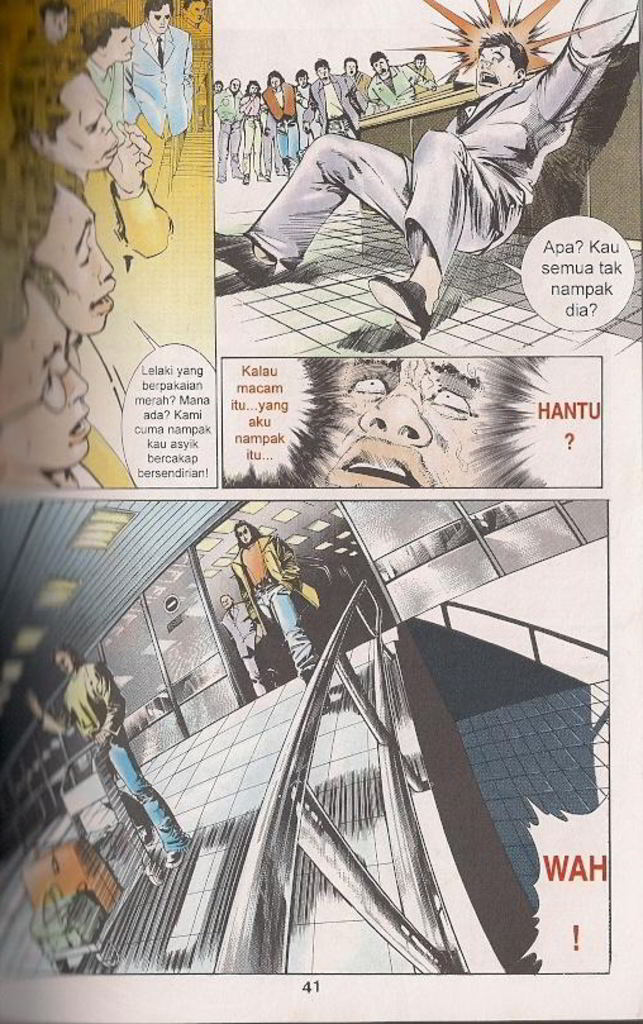 Apa? Kau
semua tak
nampak
dia?
Lelaki yang
berpakaian
merah? Mana
ada? Kami
cuma nampak
kau asyik
bercakap
bersendirian!
Kalau
macam
itu...yang
aku
nampak
itu...
HANTU
?
WAH
!
41